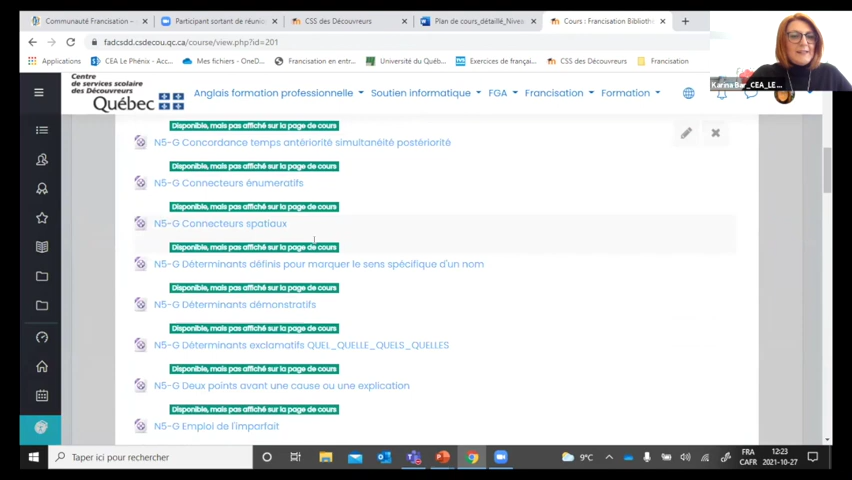 Communauté Francisation -
Participant sortant de réunio
CSS des Découvreurs
Plan de cours_détaillé_Nivea
Cours : Francisation Biblioth
fadcsdd.csdecou.qc.ca/course/view.php?id=201
Applications
CEA Le Phénix - Acc...
Mes fichiers - OneD...
Francisation en entr...
Université du Québ...
Exercices de françai...
CSS des Découvreurs
Francisation
Karina Bar_CEA_LE_...
Centre
de services scolaire
des Découvreurs
Québec
Anglais formation professionnelle
Soutien informatique
FGA
Francisation
Formation
Disponible, mais pas affiché sur la page de cours
N5-G Concordance temps antériorité simultanéité postériorité
Disponible, mais pas affiché sur la page de cours
N5-G Connecteurs énumeratifs
Disponible, mais pas affiché sur la page de cours
N5-G Connecteurs spatiaux
Disponible, mais pas affiché sur la page de cours
N5-G Déterminants définis pour marquer le sens spécifique d'un nom
Disponible, mais pas affiché sur la page de cours
N5-G Déterminants démonstratifs
Disponible, mais pas affiché sur la page de cours
N5-G Déterminants exclamatifs QUEL_QUELLE_QUELS_QUELLES
Disponible, mais pas affiché sur la page de cours
N5-G Deux points avant une cause ou une explication
Disponible, mais pas affiché sur la page de cours
N5-G Emploi de l'imparfait
Taper ici pour rechercher
9°C
FRA
CAFR
12:23
2021-10-27